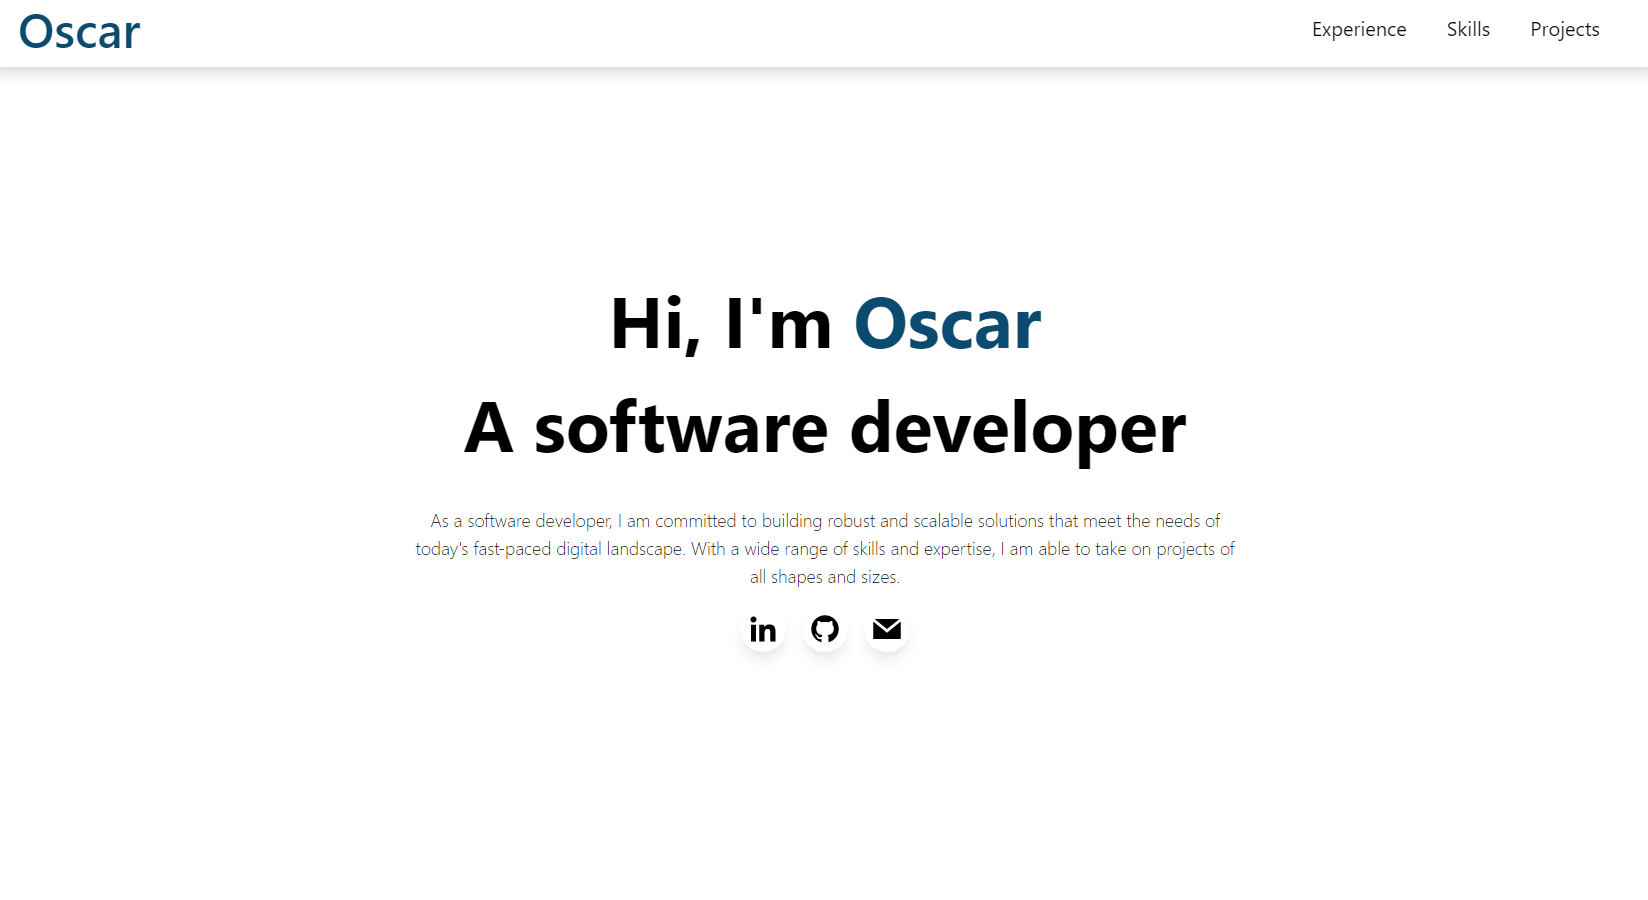 Oscar
Experience Skills Projects
Hi, I'm Oscar
A software developer
As a software developer, I am committed to building robust and scalable solutions that meet the needs of
today's fast-paced digital landscape. With a wide range of skills and expertise, I am able to take on projects of
all shapes and sizes.
in